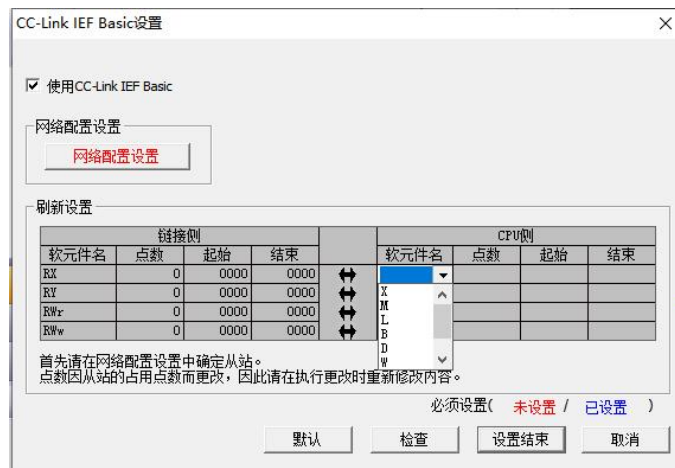 CC-Link IEF Basic设置
使用CC-Link IEF Basic
网络配置设置
网络配置设置
刷新设置
链接侧 CPU侧
软元件名 点数 起始 结束 软元件名 点数 起始 结束
RX 0 0000 0000
RY 0 0000 0000
RWr 0 0000 0000
RWw 0 0000 0000
X
M
L
B
D
W
首先请在网络配置设置中确定从站。
点数因从站的占用点数而更改，因此请在执行更改时重新修改内容。
必须设置( 未设置 / 已设置 )
默认 检查 设置结束 取消